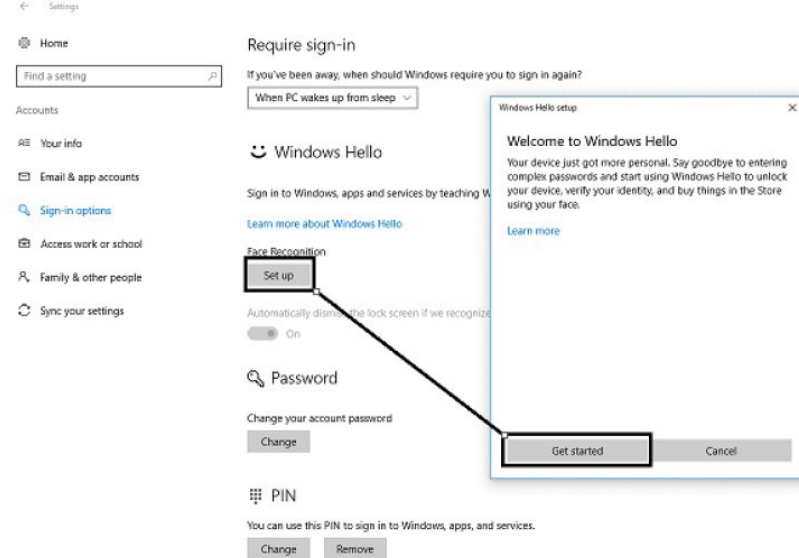 Settings
Home
Find a setting
Accounts
Your info
Email & app accounts
Sign-in options
Access work or school
Family & other people
Sync your settings
Require sign-in
If you've been away, when should Windows require you to sign in again?
When PC wakes up from sleep
Windows Hello
Sign in to Windows, apps and services by teaching W
Learn more about Windows Hello
Face Recognition
Set up
Automatically dismiss the lock screen if we recognize
On
Password
Change your account password
Change
PIN
You can use this PIN to sign in to Windows, apps, and services.
Change Remove
Windows Hello setup
Welcome to Windows Hello
Your device just got more personal. Say goodbye to entering
complex passwords and start using Windows Hello to unlock
your device, verify your identity, and buy things in the Store
using your face.
Learn more
Get started Cancel